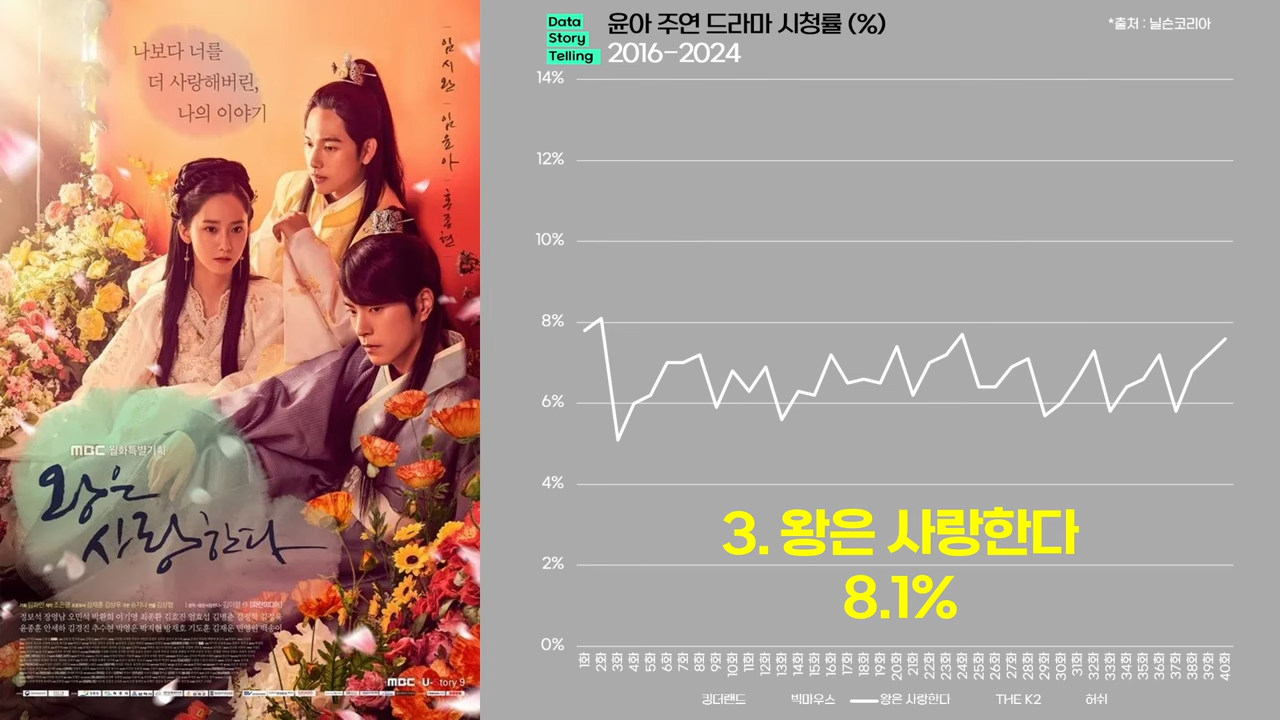 나보다 너를
더 사랑해버린,
나의 이야기
임시완
임윤아
홍종현
MBC 월화특별기획
왕은
사랑한다
MBC U- tory 9
Data
Story
Telling
윤아 주연 드라마 시청률 (%)
2016-2024
*출처 : 닐슨코리아
14%
12%
10%
8%
6%
4%
2%
0%
3. 왕은 사랑한다
8.1%
1회 2회 3회 4회 5회 6회 7회 8회 9회 10회 11회 12회 13회 14회 15회 16회 17회 18회 19회 20회 21회 22회 23회 24회 25회 26회 27회 28회 29회 30회 31회 32회 33회 34회 35회 36회 37회 38회 39회 40회
킹더랜드 빅마우스 왕은 사랑한다 THE K2 허쉬